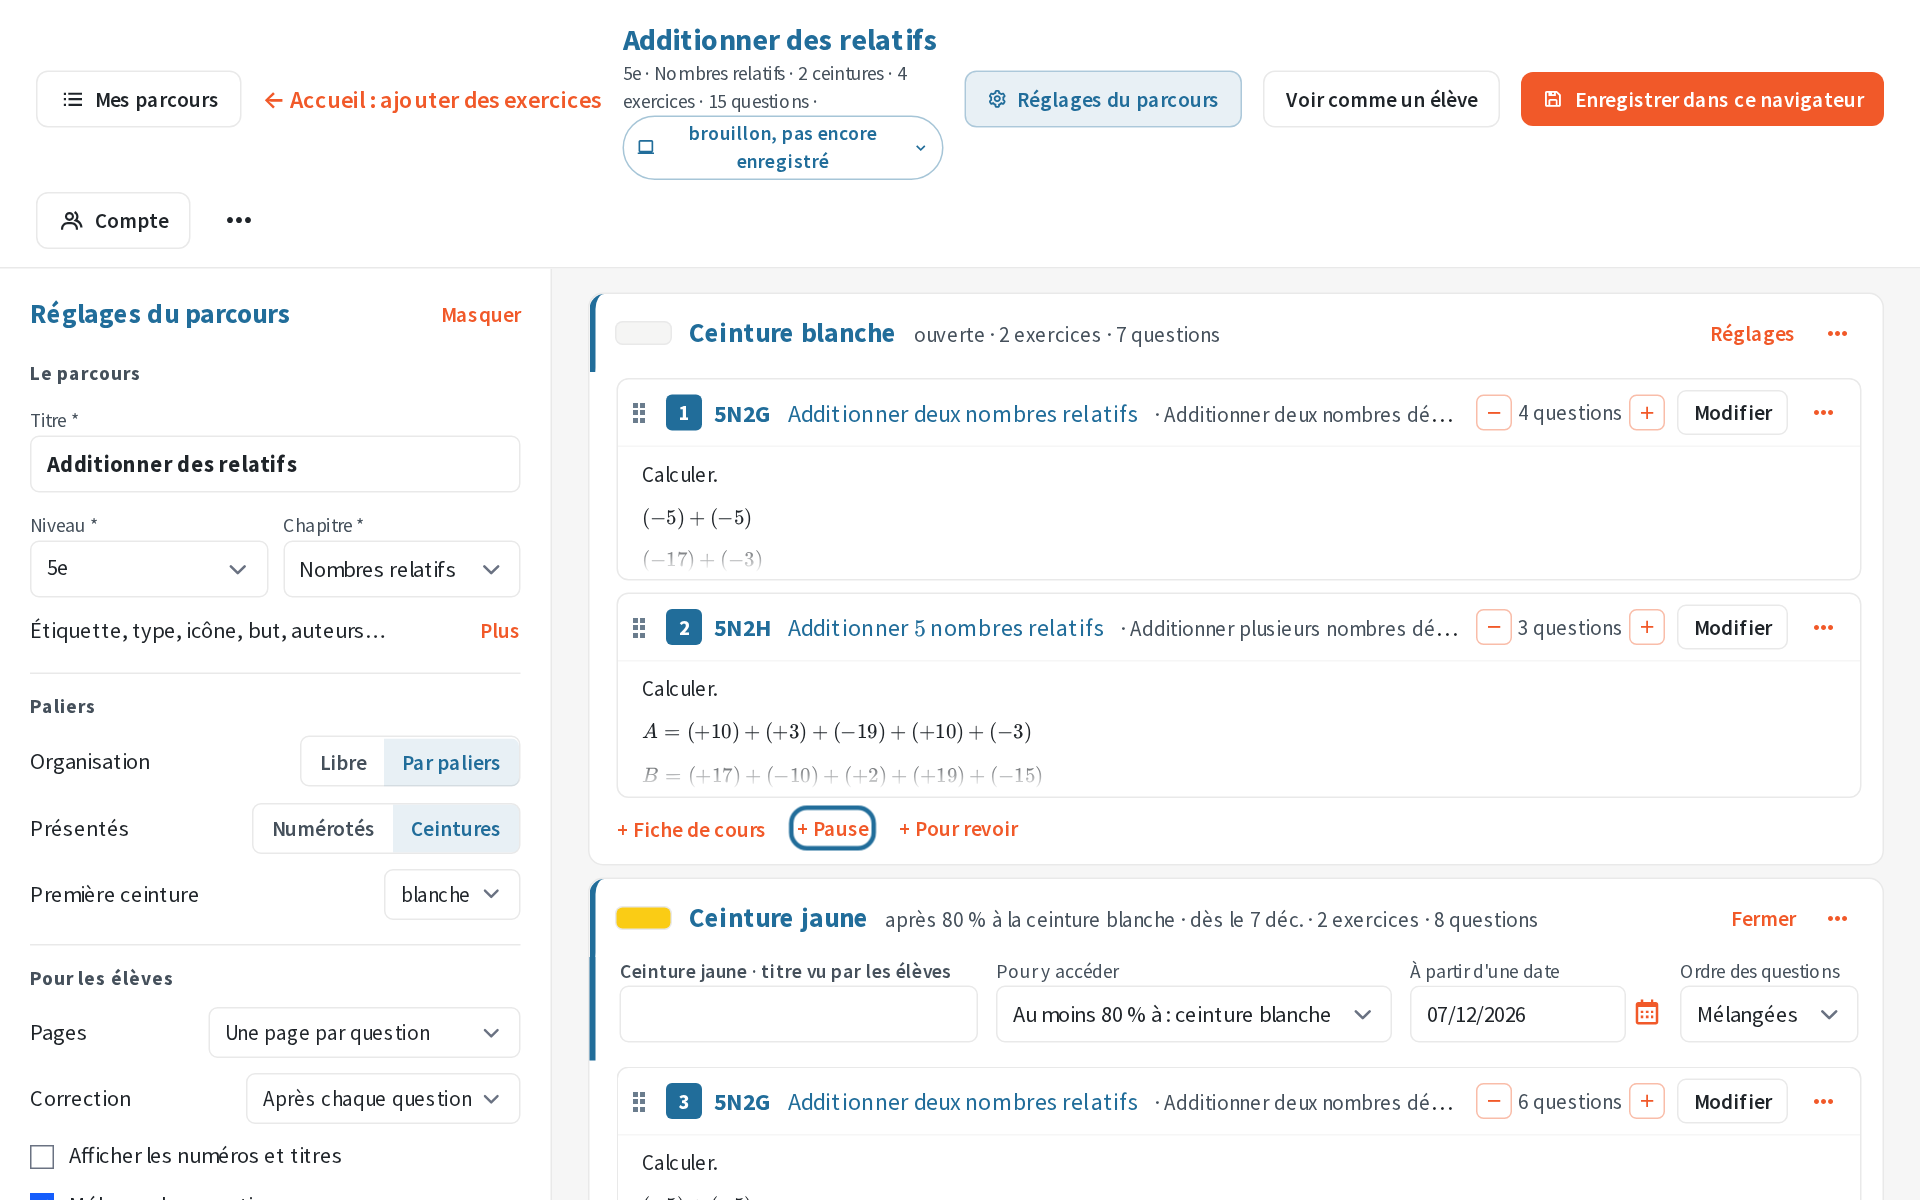 Mes parcours
← Accueil : ajouter des exercices
Additionner des relatifs
5e · Nombres relatifs · 2 ceintures · 4
exercices · 15 questions ·
brouillon, pas encore
enregistré
Réglages du parcours
Voir comme un élève
Enregistrer dans ce navigateur
Compte
Réglages du parcours
Masquer
Le parcours
Titre *
Additionner des relatifs
Niveau *
Chapitre *
5e
Nombres relatifs
Étiquette, type, icône, but, auteurs…
Plus
Paliers
Organisation
Libre
Par paliers
Présentés
Numérotés
Ceintures
Première ceinture
blanche
Pour les élèves
Pages
Une page par question
Correction
Après chaque question
Afficher les numéros et titres
Ceinture blanche
ouverte · 2 exercices · 7 questions
Réglages
1 5N2G Additionner deux nombres relatifs · Additionner deux nombres dé…
− 4 questions +
Modifier
Calculer.
(−5) + (−5)
(−17) + (−3)
2 5N2H Additionner 5 nombres relatifs · Additionner plusieurs nombres dé…
− 3 questions +
Modifier
Calculer.
A = (+10) + (+3) + (−19) + (+10) + (−3)
B = (+17) + (−10) + (+2) + (+19) + (−15)
+ Fiche de cours
+ Pause
+ Pour revoir
Ceinture jaune
après 80 % à la ceinture blanche · dès le 7 déc. · 2 exercices · 8 questions
Fermer
Ceinture jaune · titre vu par les élèves
Pour y accéder
À partir d'une date
Ordre des questions
Au moins 80 % à : ceinture blanche
07/12/2026
Mélangées
3 5N2G Additionner deux nombres relatifs · Additionner deux nombres dé…
− 6 questions +
Modifier
Calculer.